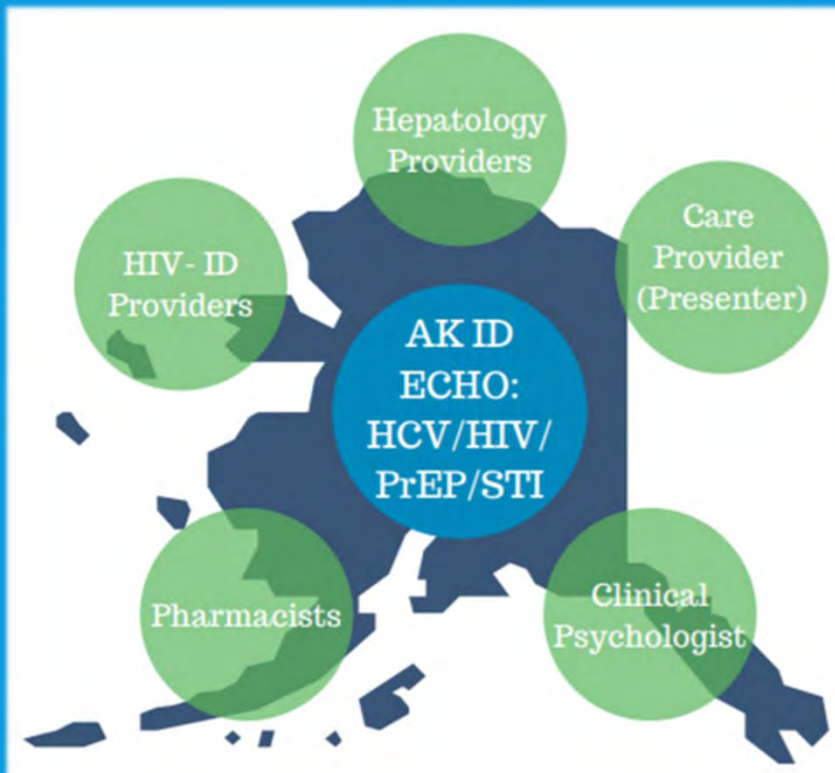 Hepatology
Providers
HIV- ID
Providers
Care
Provider
(Presenter)
AK ID
ECHO:
HCV/HIV/
PrEP/STI
Pharmacists
Clinical
Psychologist